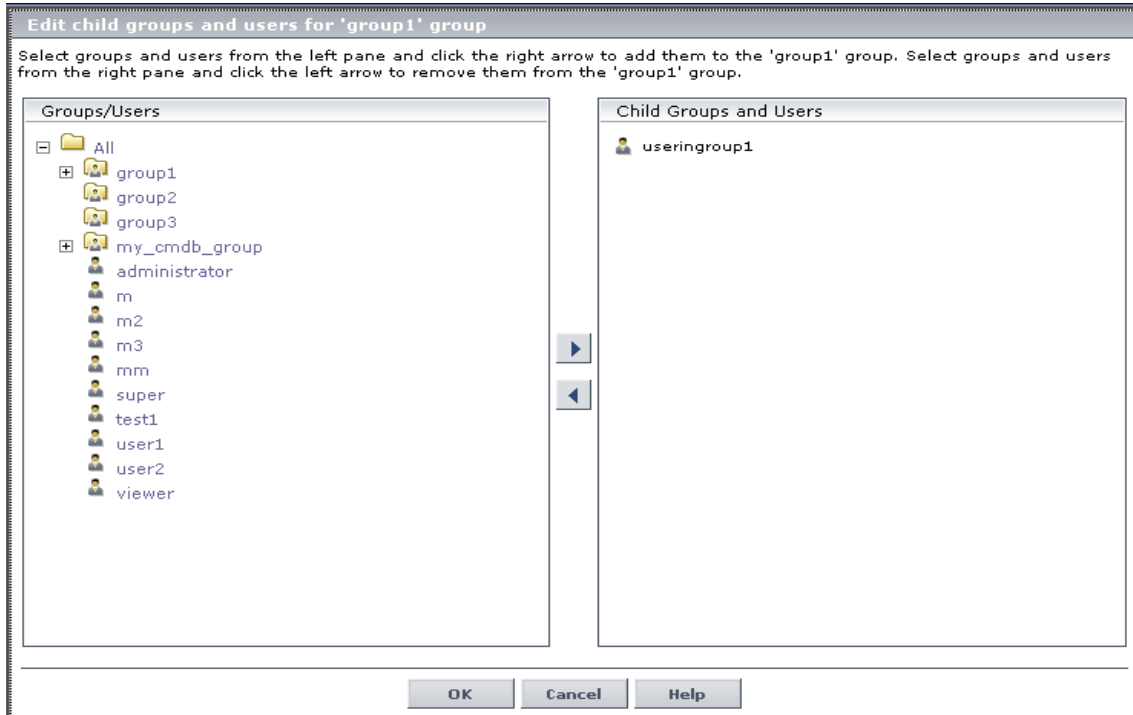 Edit child groups and users for 'group1' group
Select groups and users from the left pane and click the right arrow to add them to the 'group1' group. Select groups and users
from the right pane and click the left arrow to remove them from the 'group1' group.
Groups/Users
All
group1
group2
group3
my_cmdb_group
administrator
m
m2
m3
mm
super
test1
user1
user2
viewer
Child Groups and Users
useringroup1
OK
Cancel
Help